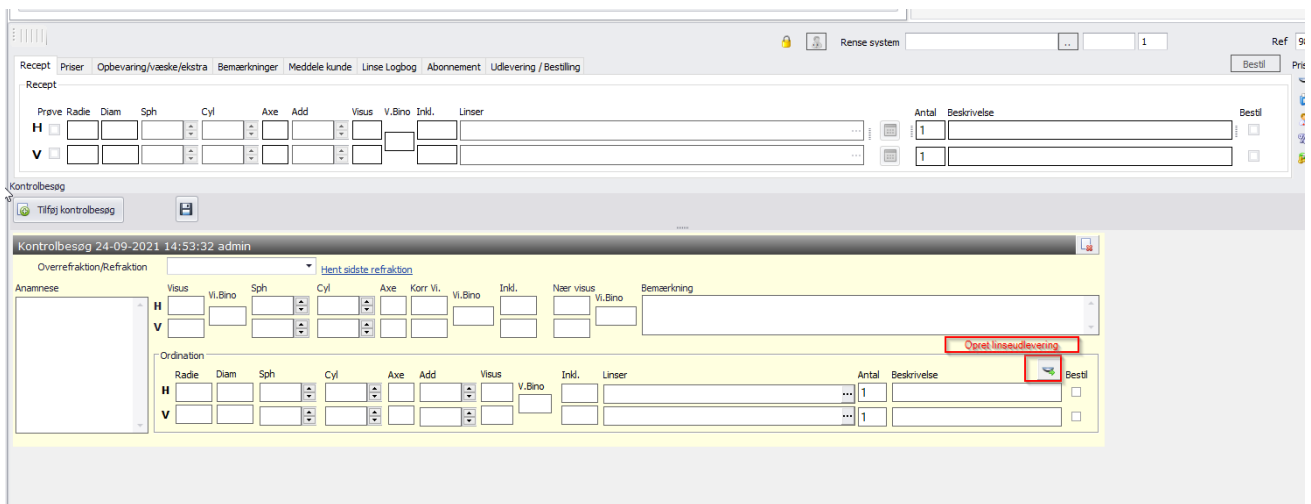 Rense system .. 1 Ref 98
Recept Priser Opbevaring/væske/ekstra Bemærkninger Meddele kunde Linse Logbog Abonnement Udlevering / Bestilling Bestil Pris
Recept
Prøve Radie Diam Sph Cyl Axe Add Visus V.Bino Inkl. Linser Antal Beskrivelse Bestil
H ... 1
V ... 1
Kontrolbesøg
Tilføj kontrolbesøg
Kontrolbesøg 24-09-2021 14:53:32 admin
Overrefraktion/Refraktion Hent sidste refraktion
Anamnese Visus Vi.Bino Sph Cyl Axe Korr Vi. Vi.Bino Inkl. Nær visus Vi.Bino Bemærkning
H
V
Opret linseudlevering
Ordination
Radie Diam Sph Cyl Axe Add Visus V.Bino Inkl. Linser Antal Beskrivelse Bestil
H ... 1
V ... 1